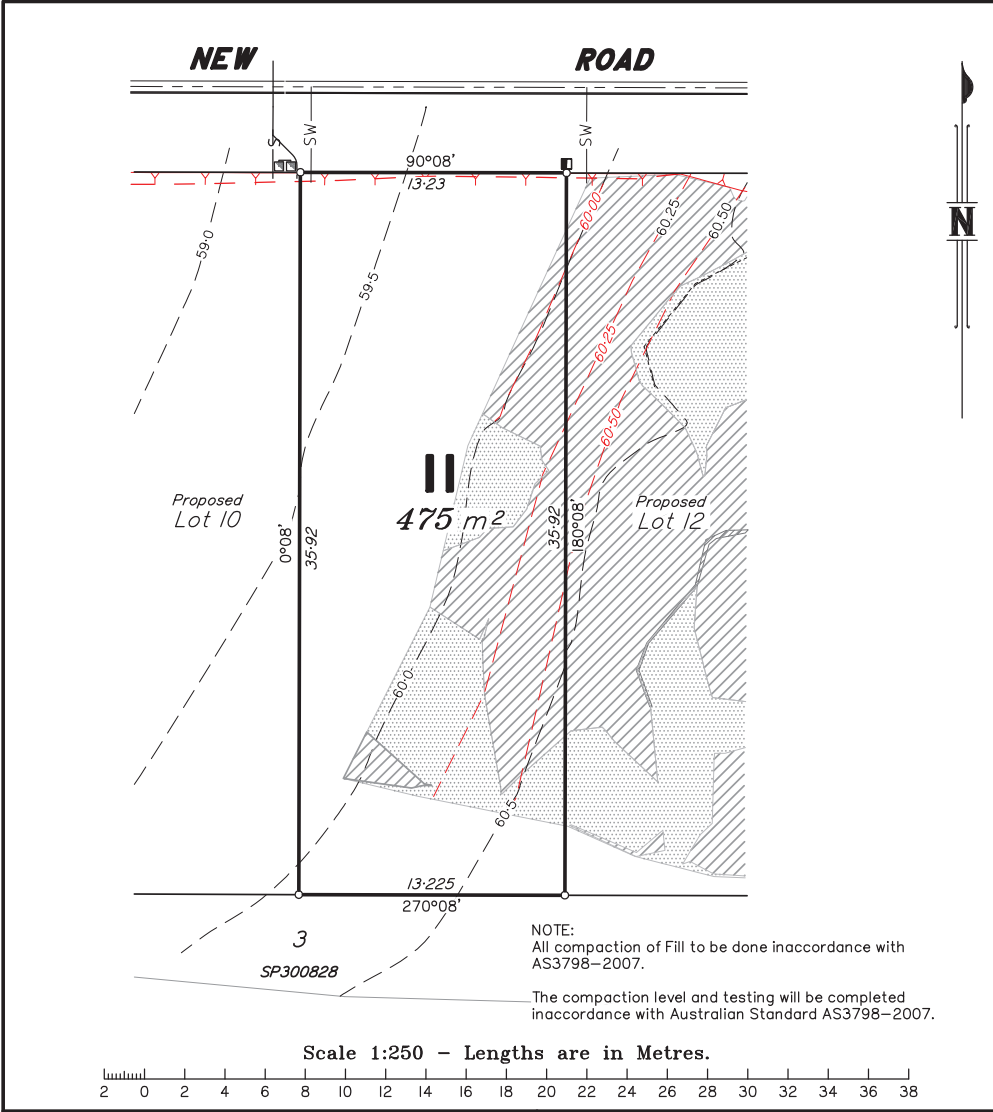 NEW ROAD
S
SW
SW
90°08'
13·23
N
59·0
59·5
60·00
60.25
60.50
60·25
60·50
11
475 m²
Proposed
Lot 10
Proposed
Lot 12
0°08'
35·92
35·92
180°08'
60·0
60·5
13·225
270°08'
3
SP300828
NOTE:
All compaction of Fill to be done inaccordance with
AS3798–2007.
The compaction level and testing will be completed
inaccordance with Australian Standard AS3798–2007.
Scale 1:250 – Lengths are in Metres.
2 0 2 4 6 8 10 12 14 16 18 20 22 24 26 28 30 32 34 36 38